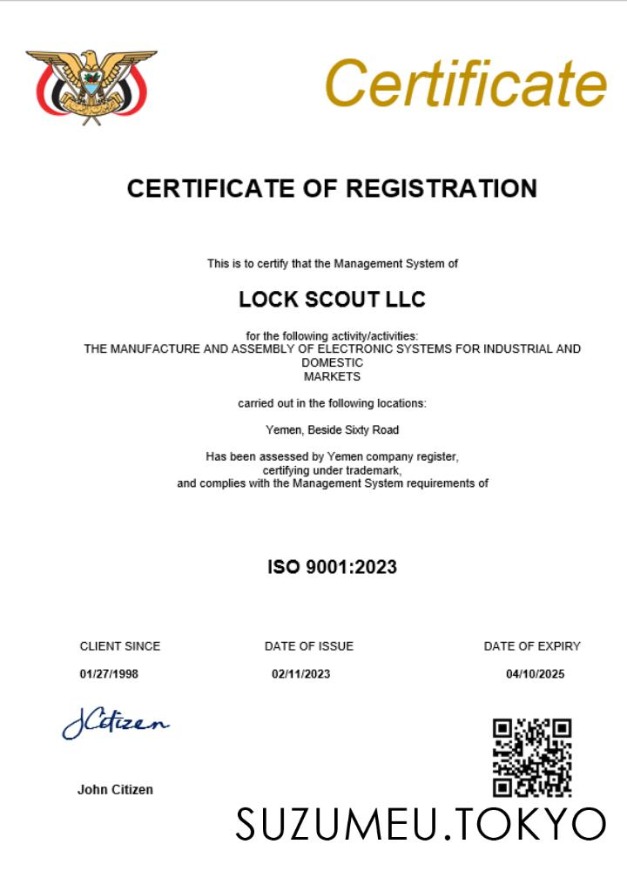 Certificate
CERTIFICATE OF REGISTRATION
This is to certify that the Management System of
LOCK SCOUT LLC
for the following activity/activities:
THE MANUFACTURE AND ASSEMBLY OF ELECTRONIC SYSTEMS FOR INDUSTRIAL AND
DOMESTIC
MARKETS
carried out in the following locations:
Yemen, Beside Sixty Road
Has been assessed by Yemen company register,
certifying under trademark,
and complies with the Management System requirements of
ISO 9001:2023
CLIENT SINCE DATE OF ISSUE DATE OF EXPIRY
01/27/1998 02/11/2023 04/10/2025
JCitizen
John Citizen
SUZUMEU.TOKYO